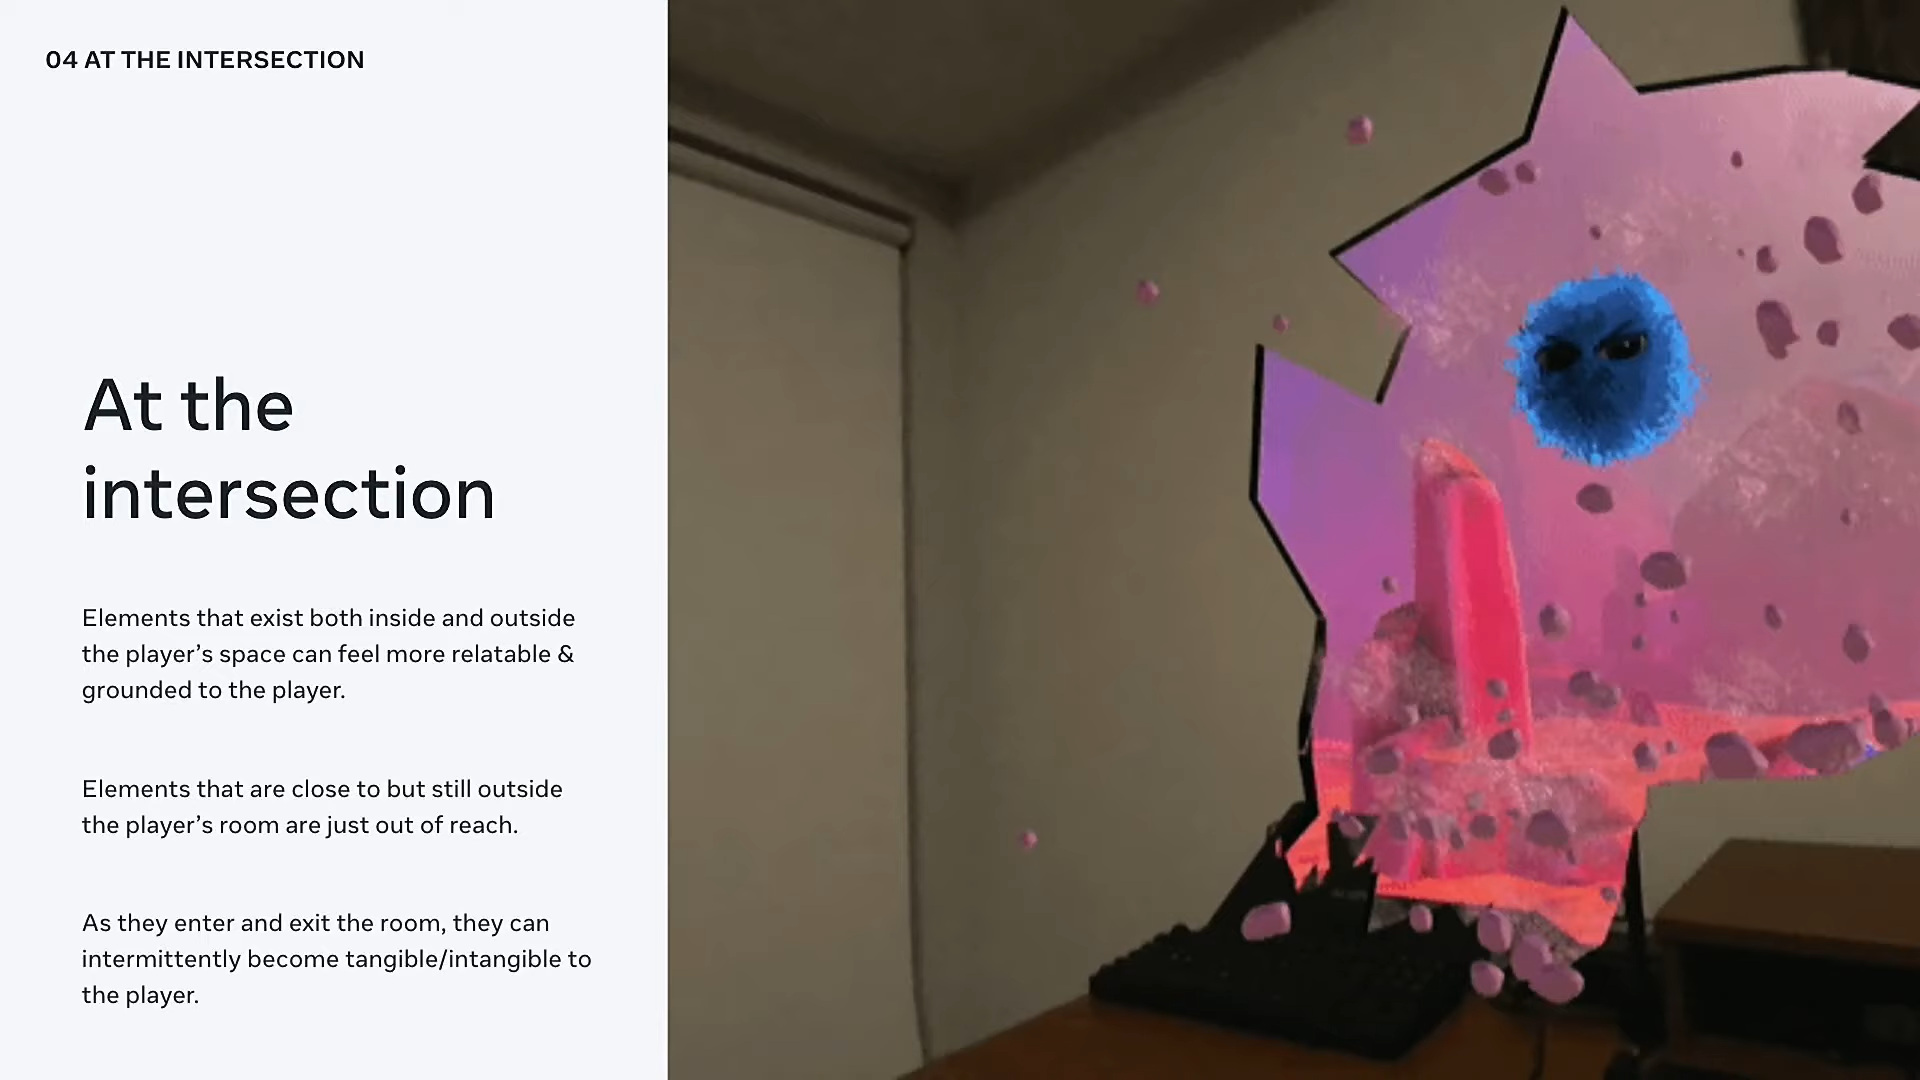 04 AT THE INTERSECTION
At the
intersection
Elements that exist both inside and outside
the player’s space can feel more relatable &
grounded to the player.
Elements that are close to but still outside
the player’s room are just out of reach.
As they enter and exit the room, they can
intermittently become tangible/intangible to
the player.